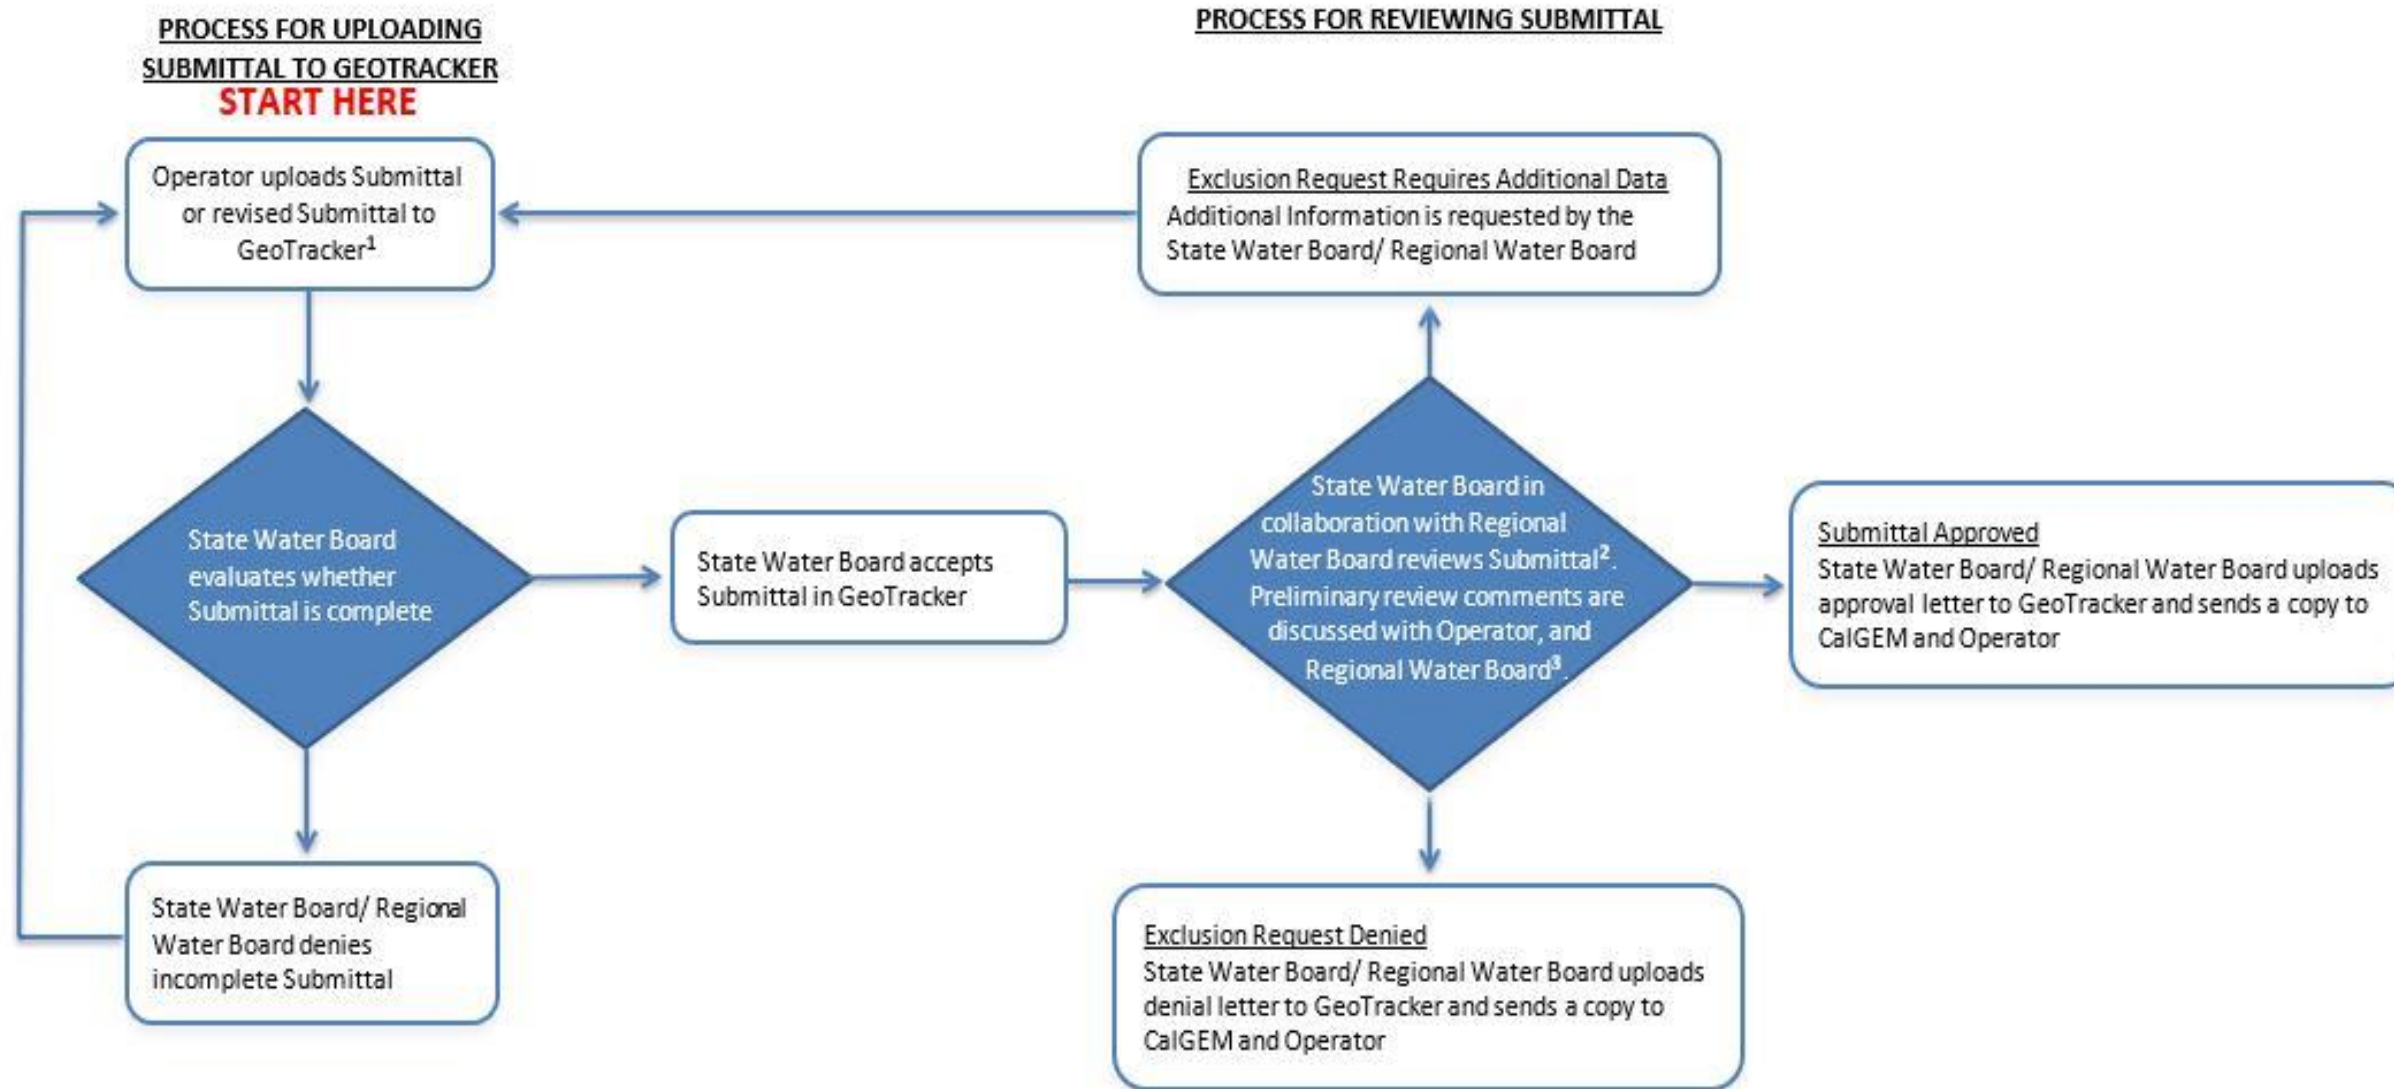 PROCESS FOR UPLOADING
SUBMITTAL TO GEOTRACKER
START HERE
Operator uploads Submittal
or revised Submittal to
GeoTracker¹
State Water Board
evaluates whether
Submittal is complete
State Water Board/ Regional
Water Board denies
incomplete Submittal
State Water Board accepts
Submittal in GeoTracker
PROCESS FOR REVIEWING SUBMITTAL
Exclusion Request Requires Additional Data
Additional Information is requested by the
State Water Board/ Regional Water Board
State Water Board in
collaboration with Regional
Water Board reviews Submittal².
Preliminary review comments are
discussed with Operator, and
Regional Water Board³.
Submittal Approved
State Water Board/ Regional Water Board uploads
approval letter to GeoTracker and sends a copy to
CalGEM and Operator
Exclusion Request Denied
State Water Board/ Regional Water Board uploads
denial letter to GeoTracker and sends a copy to
CalGEM and Operator